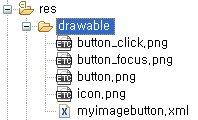 res
drawable
button_click.png
button_focus.png
button.png
icon.png
myimagebutton.xml